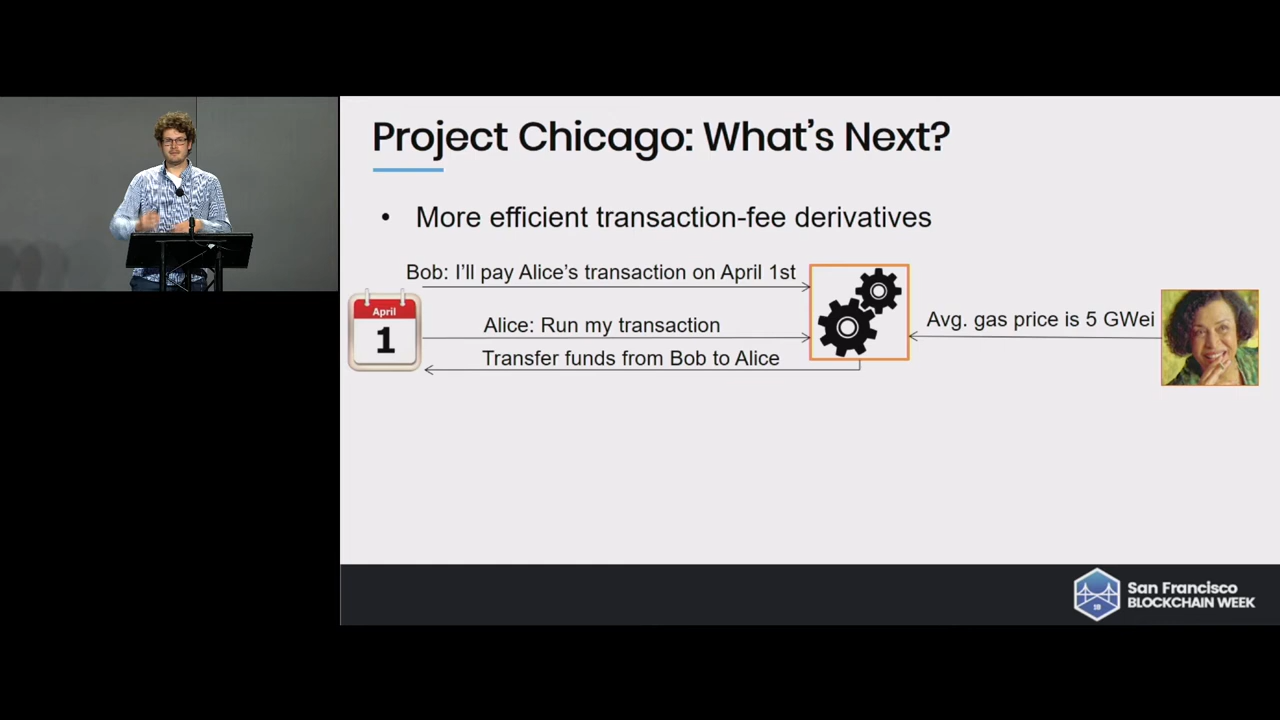 Project Chicago: What's Next?
• More efficient transaction-fee derivatives
Bob: I'll pay Alice's transaction on April 1st
April
1
Alice: Run my transaction
Transfer funds from Bob to Alice
Avg. gas price is 5 GWei
San Francisco
BLOCKCHAIN WEEK